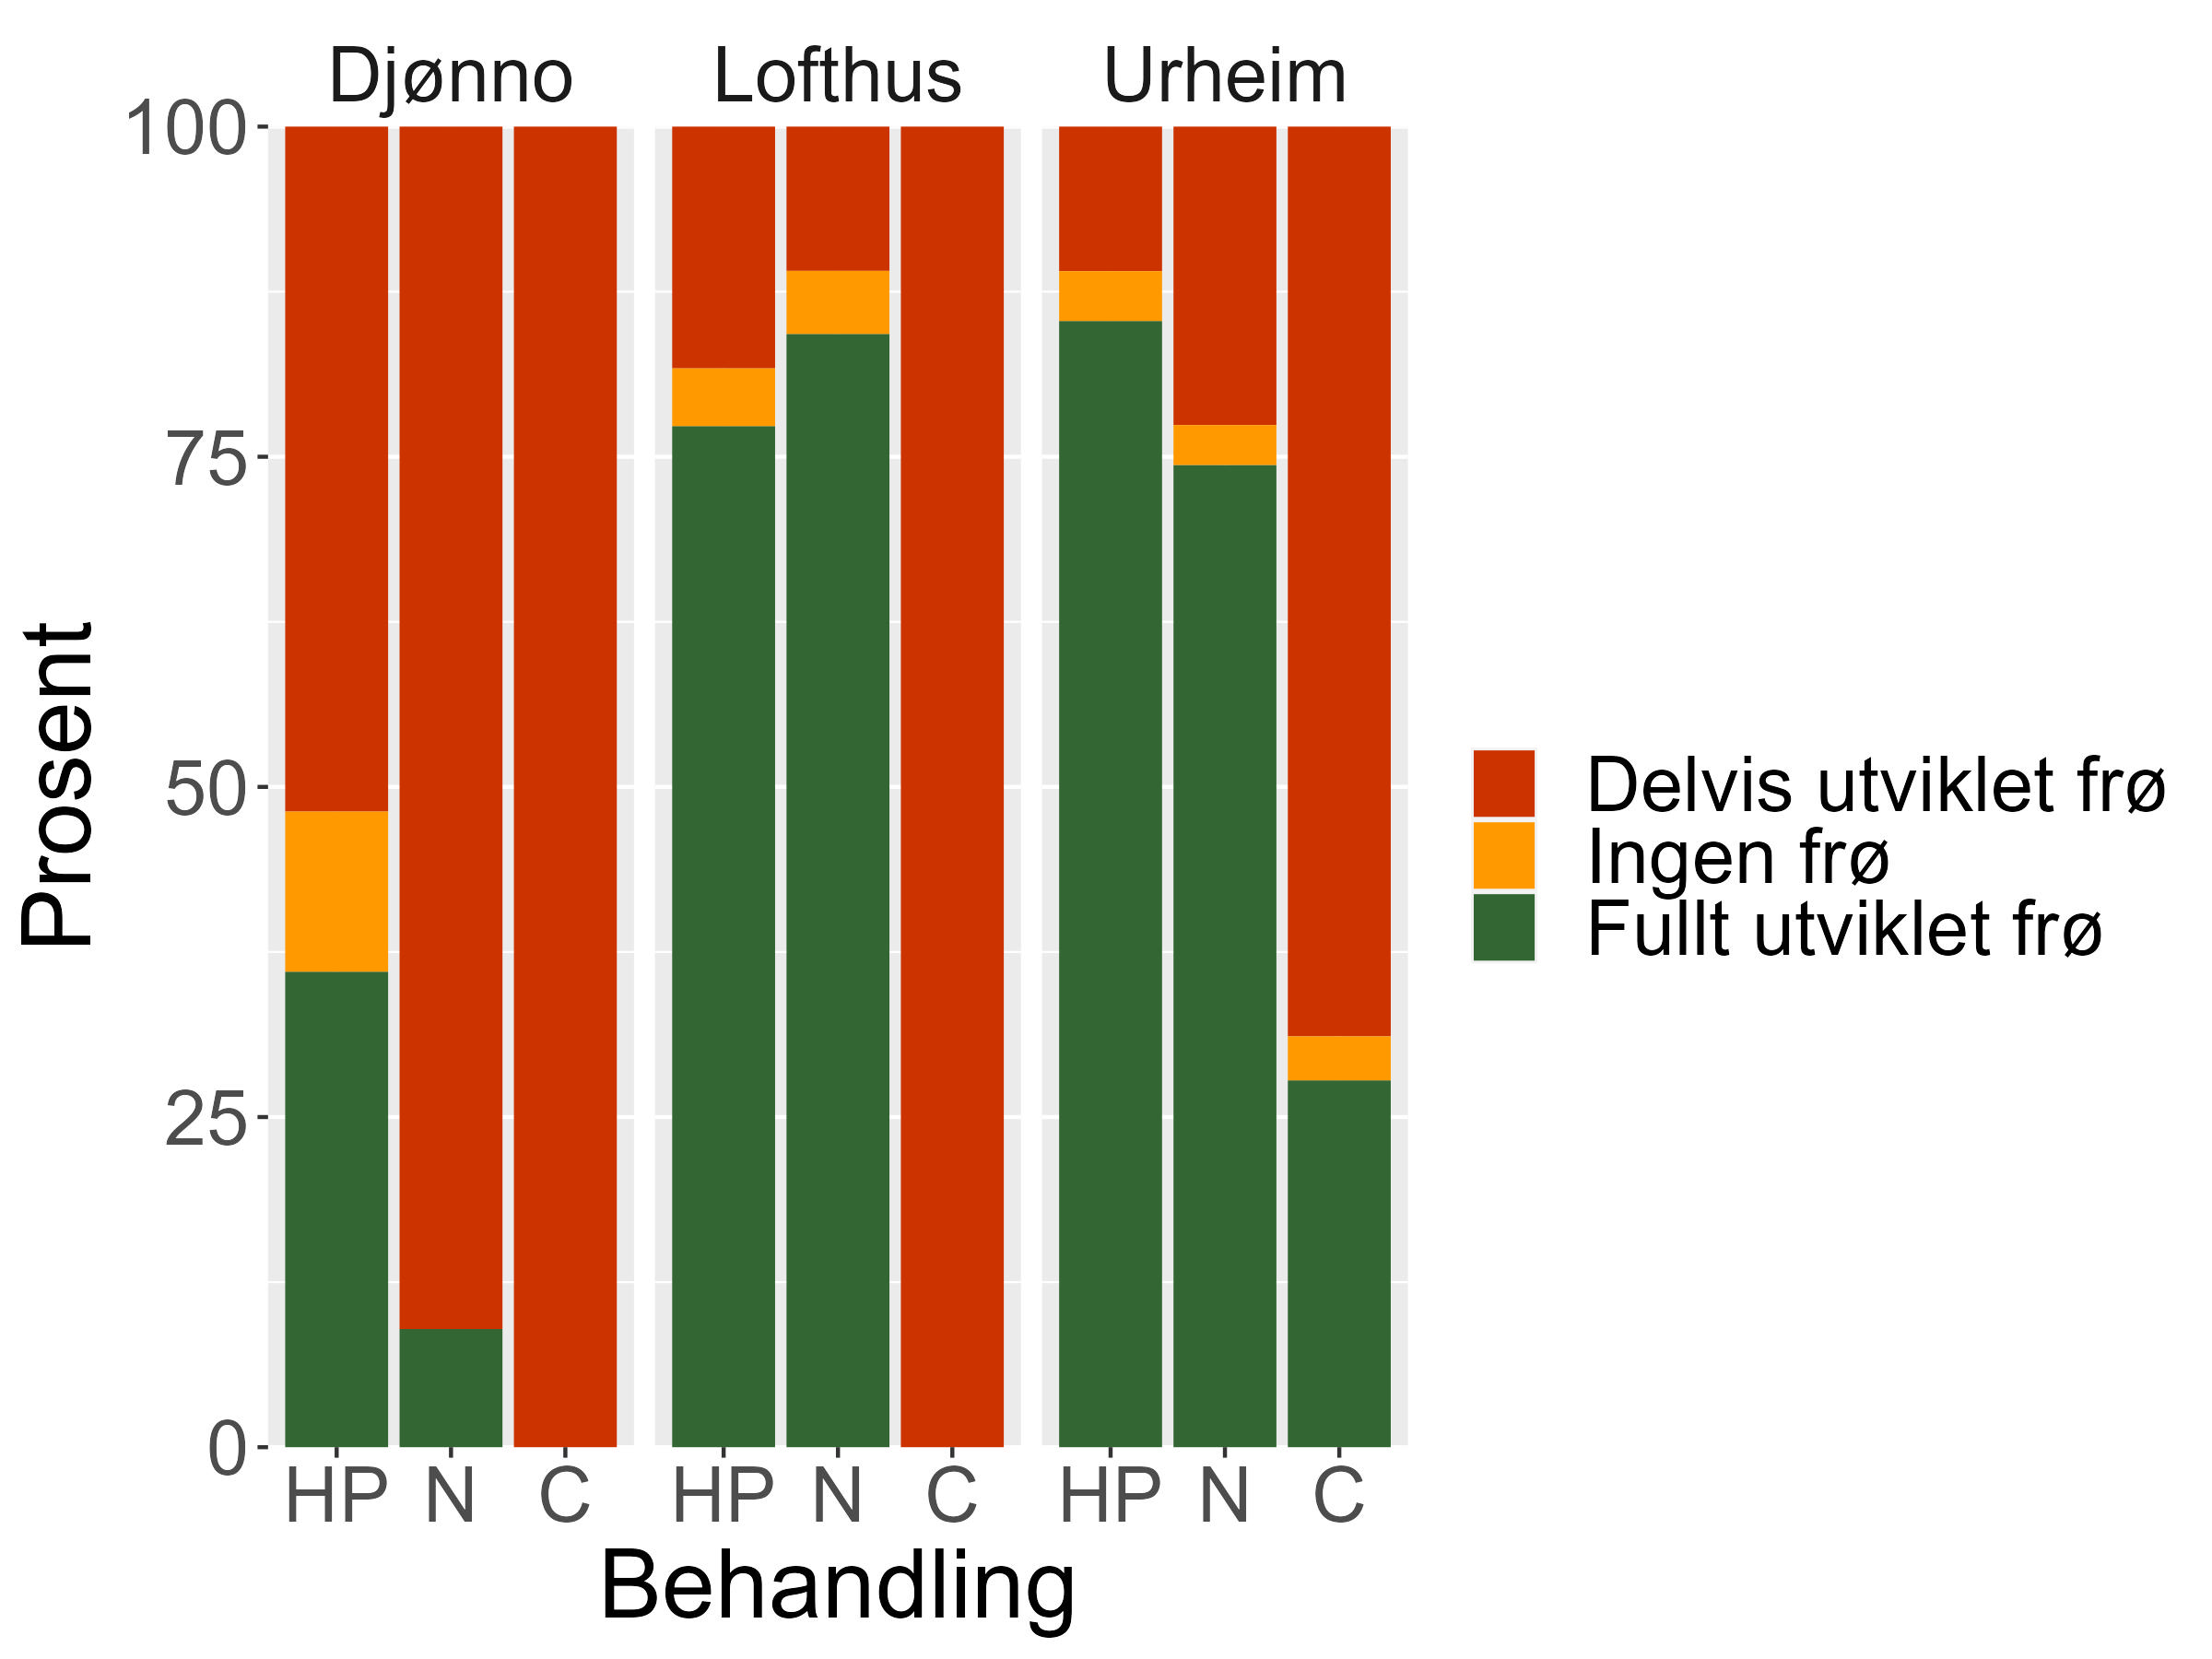 Djønno Lofthus Urheim
100
75
50
25
0
Prosent
HP N C HP N C HP N C
Behandling
Delvis utviklet frø
Ingen frø
Fullt utviklet frø